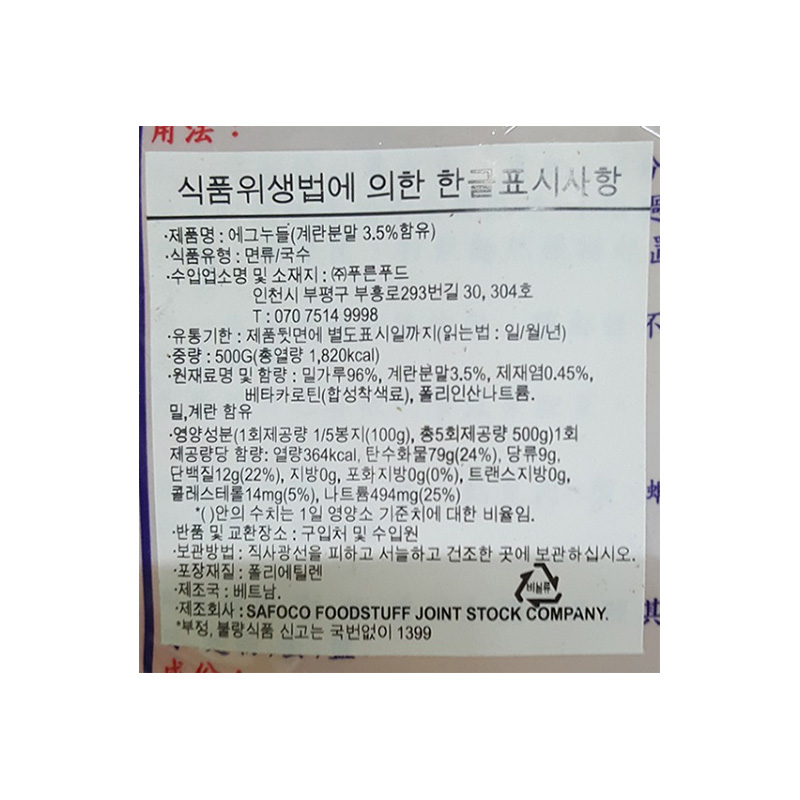 用法：
식품위생법에 의한 한글표시사항
·제품명 : 에그누들(계란분말 3.5%함유)
·식품유형 : 면류/국수
·수입업소명 및 소재지 : ㈜푸른푸드
인천시 부평구 부흥로293번길 30, 304호
T : 070 7514 9998
·유통기한 : 제품뒷면에 별도표시일까지(읽는법 : 일/월/년)
·중량 : 500G(총열량 1,820kcal)
·원재료명 및 함량 : 밀가루96%, 계란분말3.5%, 제재염0.45%,
베타카로틴(합성착색료), 폴리인산나트륨.
밀,계란 함유
·영양성분(1회제공량 1/5봉지(100g), 총5회제공량 500g)1회
제공량당 함량: 열량364kcal, 탄수화물79g(24%), 당류9g,
단백질12g(22%), 지방0g, 포화지방0g(0%), 트랜스지방0g,
콜레스테롤14mg(5%), 나트륨494mg(25%)
*( )안의 수치는 1일 영양소 기준치에 대한 비율임.
·반품 및 교환장소 : 구입처 및 수입원
·보관방법 : 직사광선을 피하고 서늘하고 건조한 곳에 보관하십시오.
·포장재질 : 폴리에틸렌
비닐류
·제조국 : 베트남.
·제조회사 : SAFOCO FOODSTUFF JOINT STOCK COMPANY.
*부정, 불량식품 신고는 국번없이 1399
不
其